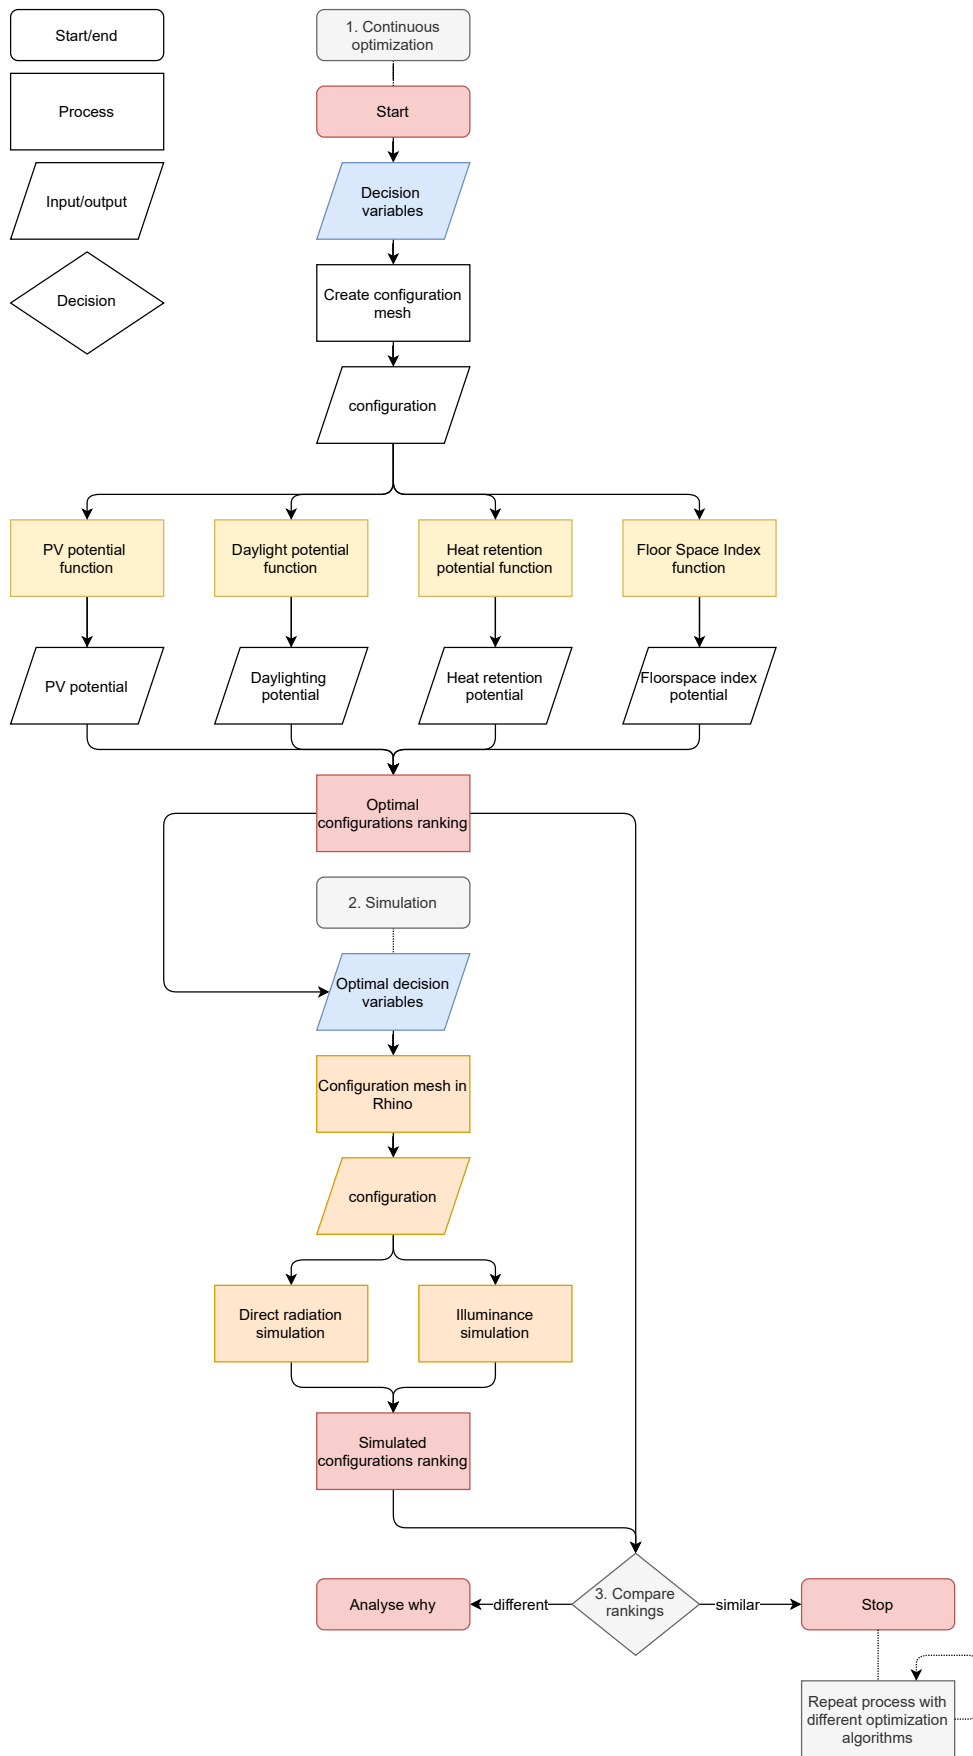 Start/end
Process
Input/output
Decision
1. Continuous
optimization
Start
Decision
variables
Create configuration
mesh
configuration
PV potential
function
Daylight potential
function
Heat retention
potential function
Floor Space Index
function
PV potential
Daylighting
potential
Heat retention
potential
Floorspace index
potential
Optimal
configurations ranking
2. Simulation
Optimal decision
variables
Configuration mesh in
Rhino
configuration
Direct radiation
simulation
Illuminance
simulation
Simulated
configurations ranking
Analyse why
different
3. Compare
rankings
similar
Stop
Repeat process with
different optimization
algorithms